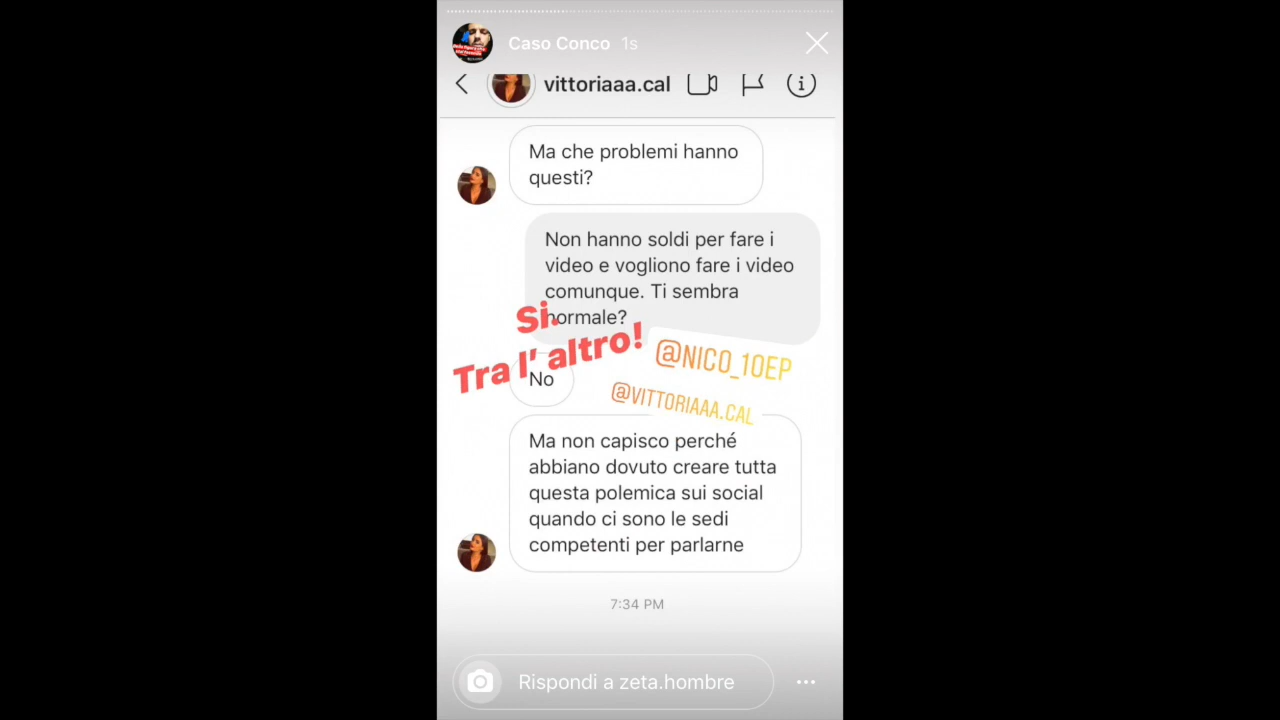 Caso Conco 1s
vittoriaaa.cal
Ma che problemi hanno
questi?
Non hanno soldi per fare i
video e vogliono fare i video
comunque. Ti sembra
normale?
Si.
Tra l' altro!
@NICO_10EP
No
@VITTORIAAA.CAL
Ma non capisco perché
abbiano dovuto creare tutta
questa polemica sui social
quando ci sono le sedi
competenti per parlarne
7:34 PM
Rispondi a zeta.hombre